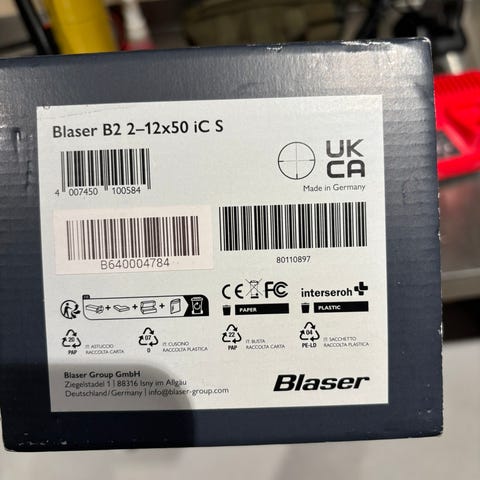 Blaser B2 2–12x50 iC S
4 007450 100584
UK
CA
Made in Germany
B640004784
80110897
CE FC
interseroh
PAPER
PLASTIC
20
PAP
IT: ASTUCCIO
RACCOLTA CARTA
07
O
IT: CUSONO
RACCOLTA PLASTICA
22
PAP
IT: BUSTA
RACCOLTA CARTA
04
PE-LD
IT: SACCHETTO
RACCOLTA PLASTICA
Blaser Group GmbH
Ziegelstadel 1 | 88316 Isny im Allgäu
Deutschland/Germany | info@blaser-group.com
Blaser